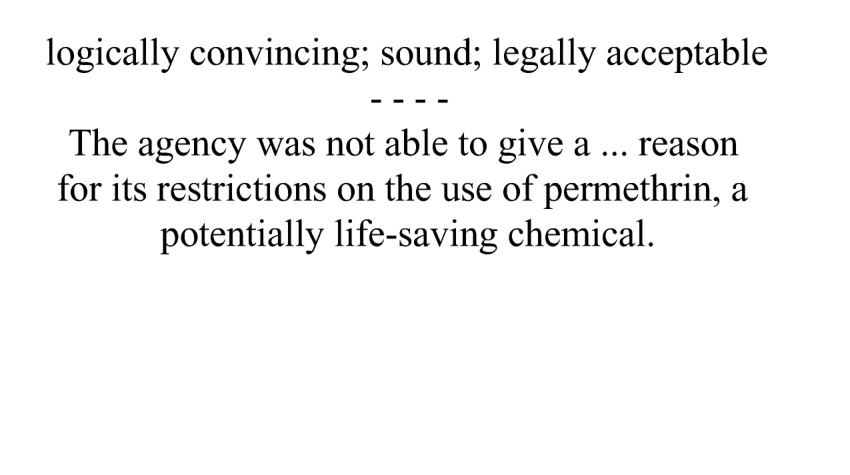 logically convincing; sound; legally acceptable
- - - -
The agency was not able to give a ... reason
for its restrictions on the use of permethrin, a
potentially life-saving chemical.